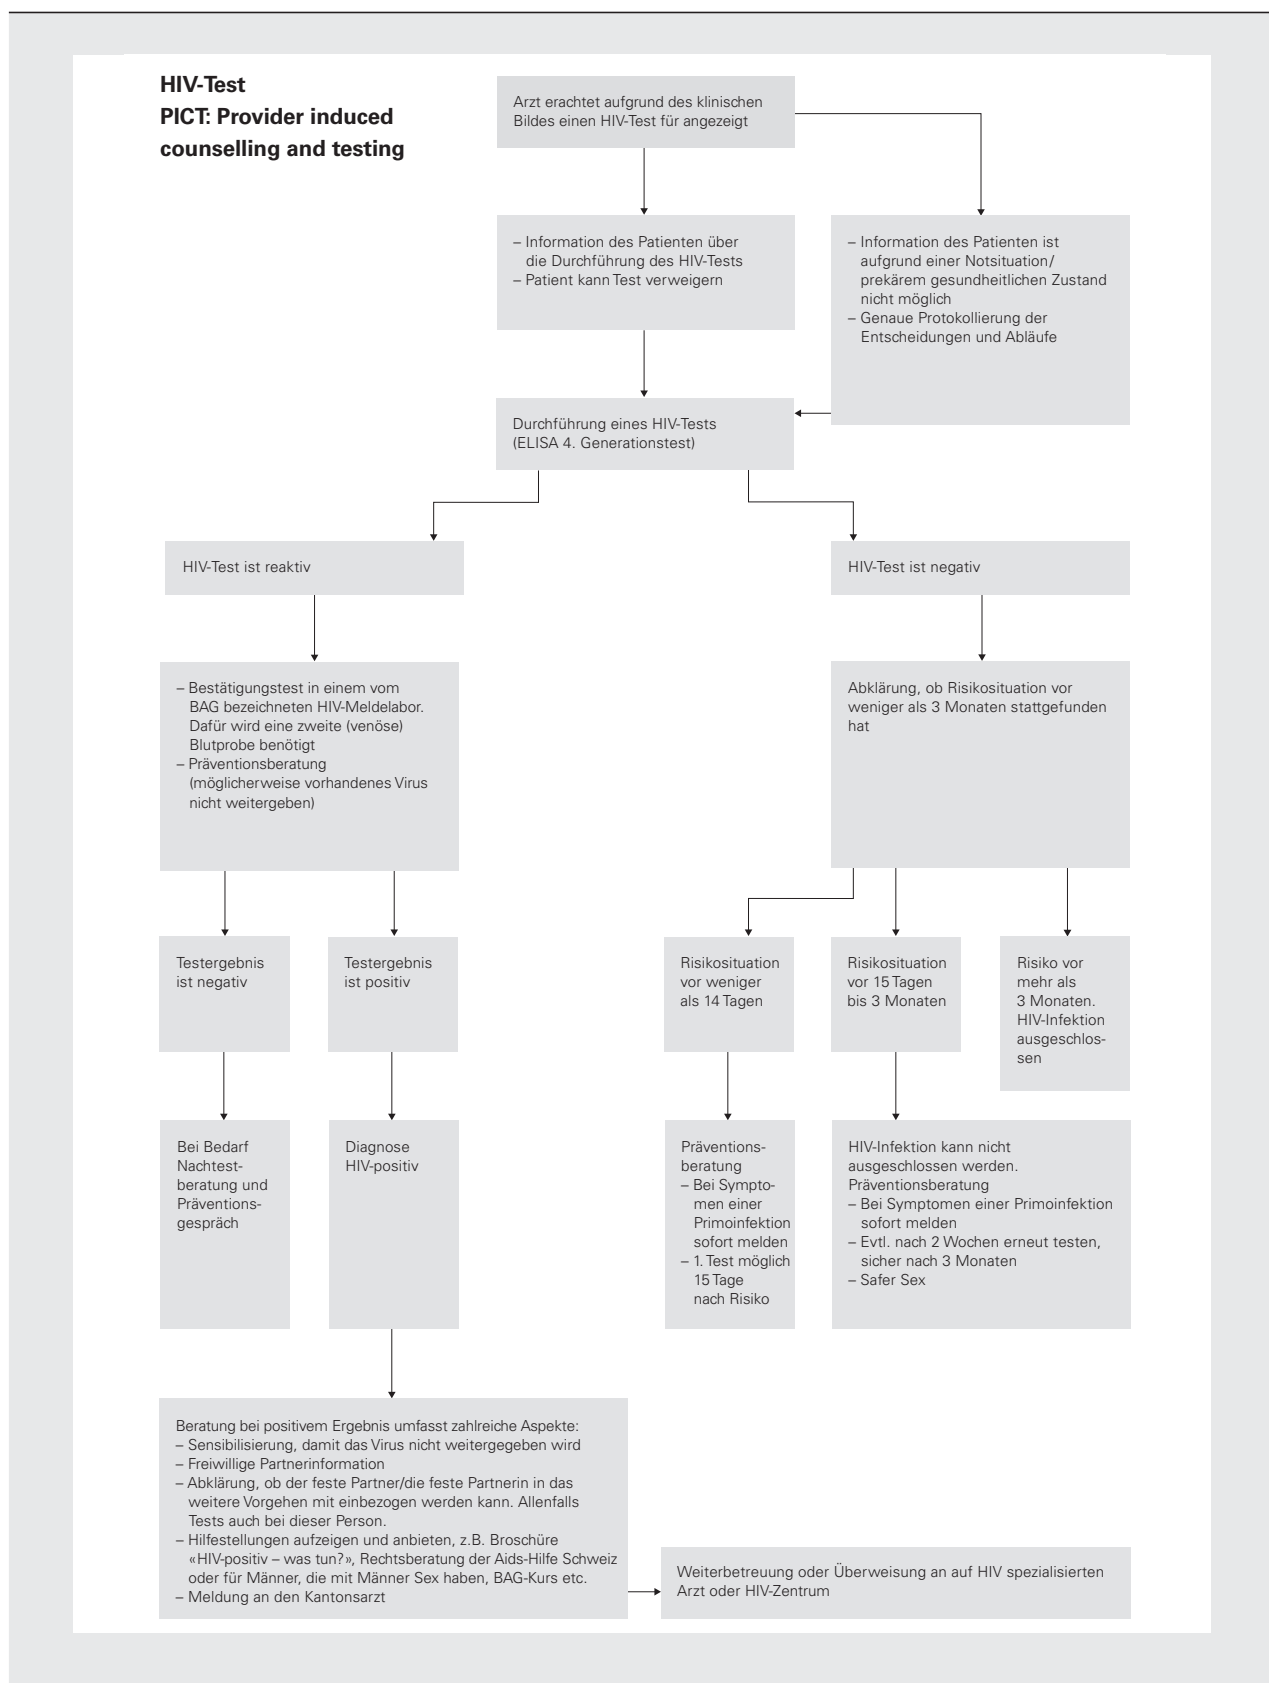 HIV-Test
PICT: Provider induced
counselling and testing
Arzt erachtet aufgrund des klinischen
Bildes einen HIV-Test für angezeigt
– Information des Patienten über
die Durchführung des HIV-Tests
– Patient kann Test verweigern
– Information des Patienten ist
aufgrund einer Notsituation/
prekärem gesundheitlichen Zustand
nicht möglich
– Genaue Protokollierung der
Entscheidungen und Abläufe
Durchführung eines HIV-Tests
(ELISA 4. Generationstest)
HIV-Test ist reaktiv
HIV-Test ist negativ
– Bestätigungstest in einem vom
BAG bezeichneten HIV-Meldelabor.
Dafür wird eine zweite (venöse)
Blutprobe benötigt
– Präventionsberatung
(möglicherweise vorhandenes Virus
nicht weitergeben)
Abklärung, ob Risikosituation vor
weniger als 3 Monaten stattgefunden
hat
Testergebnis
ist negativ
Testergebnis
ist positiv
Risikosituation
vor weniger
als 14 Tagen
Risikosituation
vor 15 Tagen
bis 3 Monaten
Risiko vor
mehr als
3 Monaten.
HIV-Infektion
ausgeschlos-
sen
Bei Bedarf
Nachtest-
beratung und
Präventions-
gespräch
Diagnose
HIV-positiv
Präventions-
beratung
– Bei Sympto-
men einer
Primoinfektion
sofort melden
– 1. Test möglich
15 Tage
nach Risiko
HIV-Infektion kann nicht
ausgeschlossen werden.
Präventionsberatung
– Bei Symptomen einer Primoinfektion
sofort melden
– Evtl. nach 2 Wochen erneut testen,
sicher nach 3 Monaten
– Safer Sex
Beratung bei positivem Ergebnis umfasst zahlreiche Aspekte:
– Sensibilisierung, damit das Virus nicht weitergegeben wird
– Freiwillige Partnerinformation
– Abklärung, ob der feste Partner/die feste Partnerin in das
weitere Vorgehen mit einbezogen werden kann. Allenfalls
Tests auch bei dieser Person.
– Hilfestellungen aufzeigen und anbieten, z.B. Broschüre
«HIV-positiv – was tun?», Rechtsberatung der Aids-Hilfe Schweiz
oder für Männer, die mit Männer Sex haben, BAG-Kurs etc.
– Meldung an den Kantonsarzt
Weiterbetreuung oder Überweisung an auf HIV spezialisierten
Arzt oder HIV-Zentrum